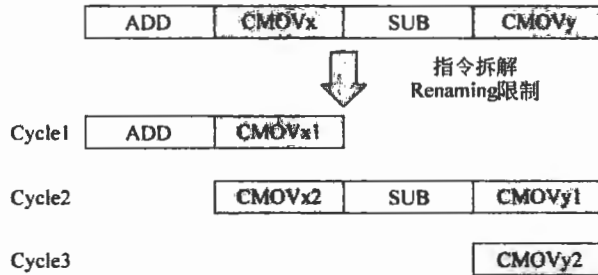 ADD CMOVx SUB CMOVy
指令拆解
Renaming限制
Cycle1 ADD CMOVx1
Cycle2 CMOVx2 SUB CMOVy1
Cycle3 CMOVy2